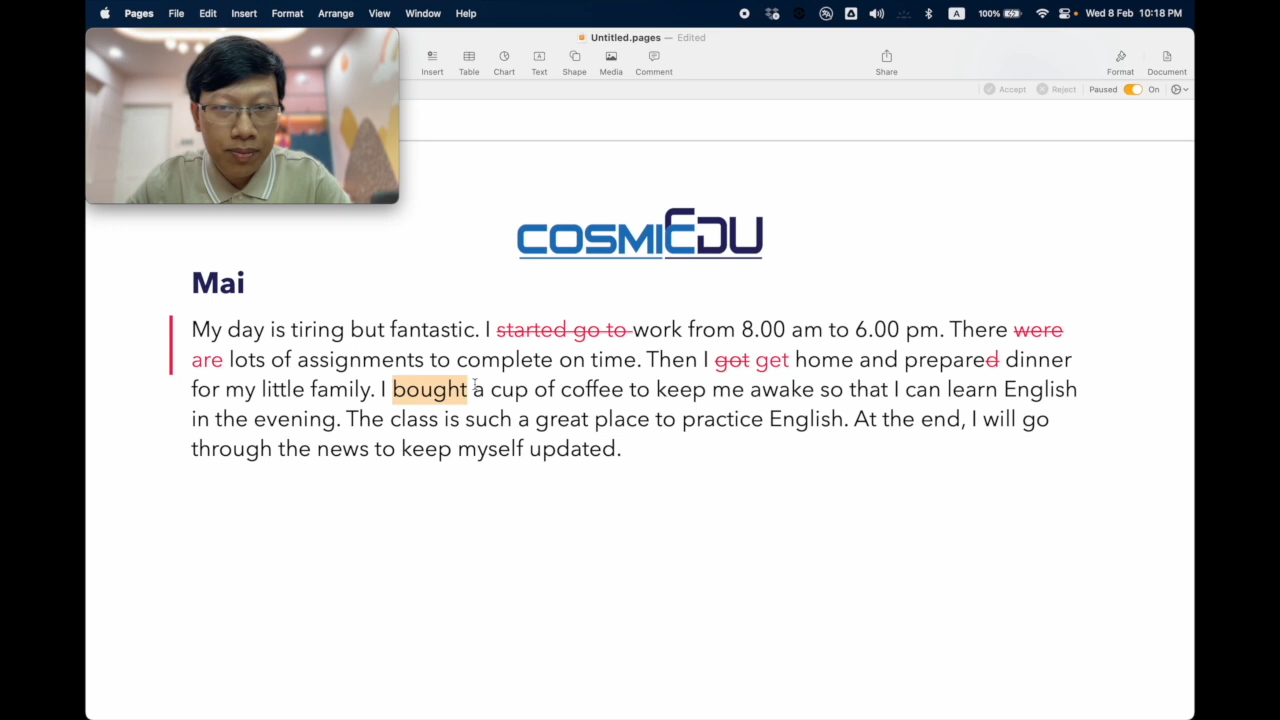 Pages File Edit Insert Format Arrange View Window Help A 100% Wed 8 Feb 10:18 PM
Untitled.pages — Edited
Insert Table Chart Text Shape Media Comment Share Format Document
Accept Reject Paused On
COSMIEDU
Mai
My day is tiring but fantastic. I started go to work from 8.00 am to 6.00 pm. There were
are lots of assignments to complete on time. Then I got get home and prepared dinner
for my little family. I bought a cup of coffee to keep me awake so that I can learn English
in the evening. The class is such a great place to practice English. At the end, I will go
through the news to keep myself updated.